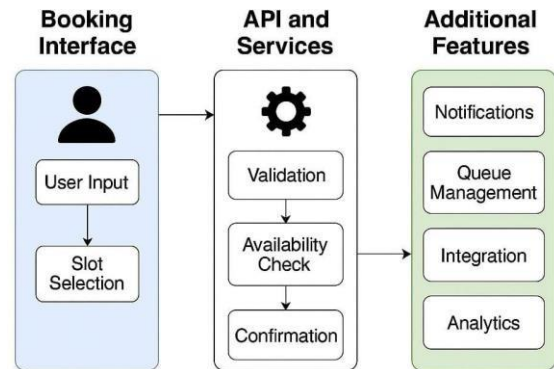 Booking
Interface
User Input
Slot
Selection
API and
Services
Validation
Availability
Check
Confirmation
Additional
Features
Notifications
Queue
Management
Integration
Analytics